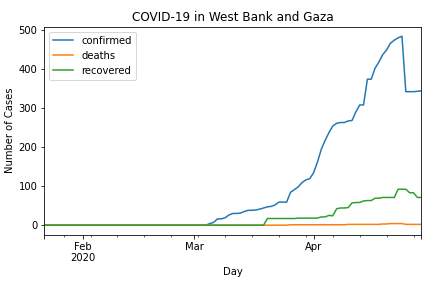 COVID-19 in West Bank and Gaza
confirmed
deaths
recovered
Number of Cases
500
400
300
200
100
0
Feb
2020
Mar
Apr
Day